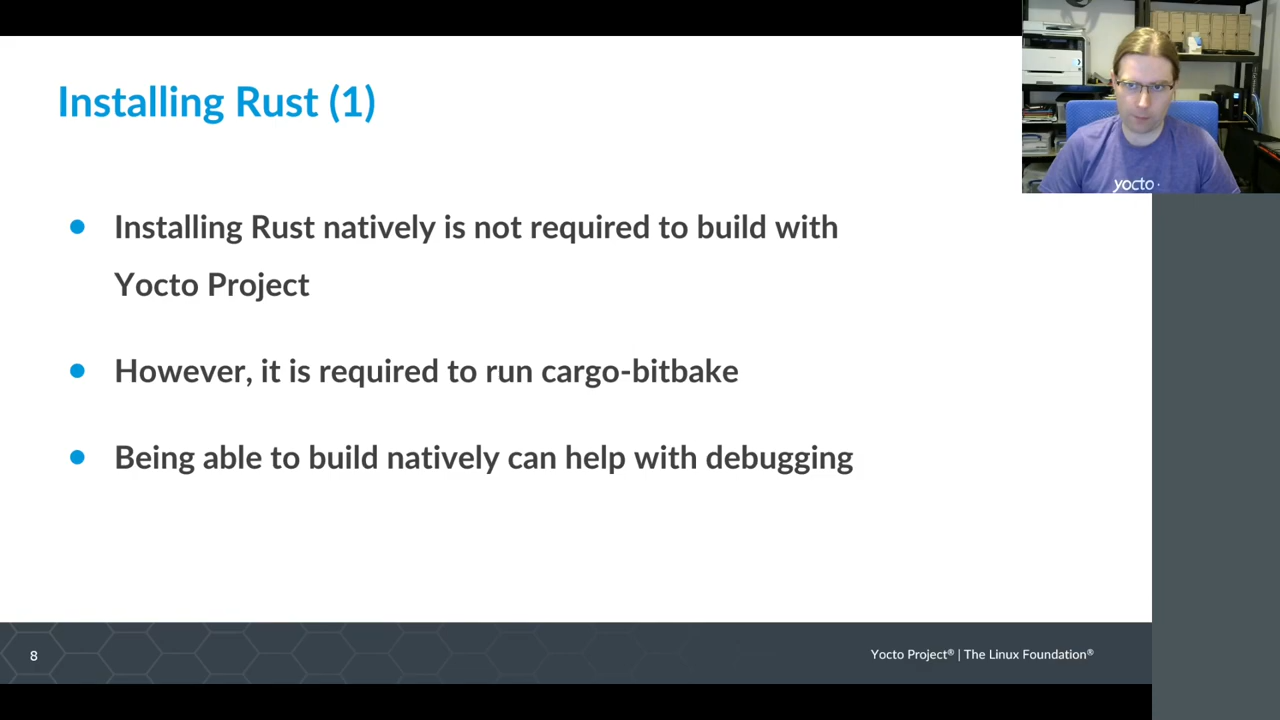 Installing Rust (1)
yocto ·
● Installing Rust natively is not required to build with
Yocto Project
● However, it is required to run cargo-bitbake
● Being able to build natively can help with debugging
8
Yocto Project® | The Linux Foundation®